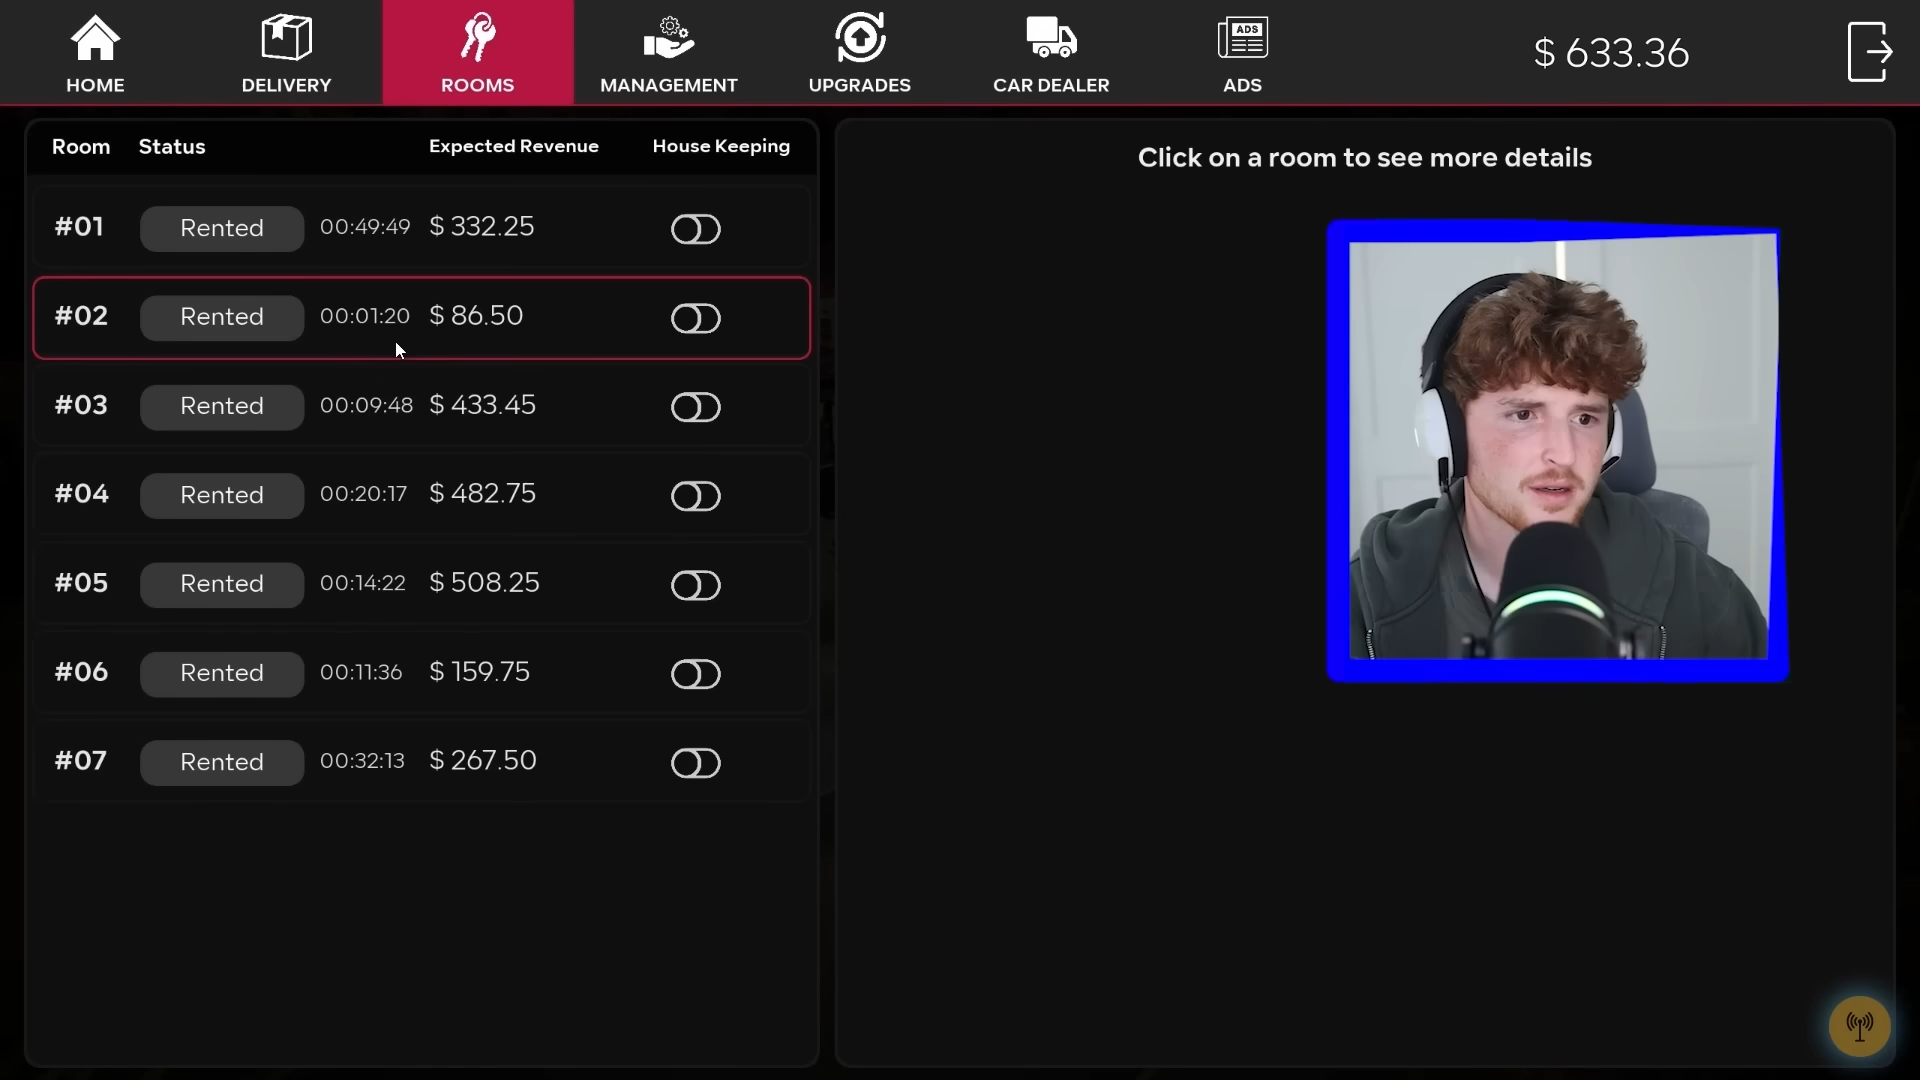 HOME DELIVERY ROOMS MANAGEMENT UPGRADES CAR DEALER ADS ADS $ 633.36
Room Status Expected Revenue House Keeping
Click on a room to see more details
#01 Rented 00:49:49 $ 332.25
#02 Rented 00:01:20 $ 86.50
#03 Rented 00:09:48 $ 433.45
#04 Rented 00:20:17 $ 482.75
#05 Rented 00:14:22 $ 508.25
#06 Rented 00:11:36 $ 159.75
#07 Rented 00:32:13 $ 267.50